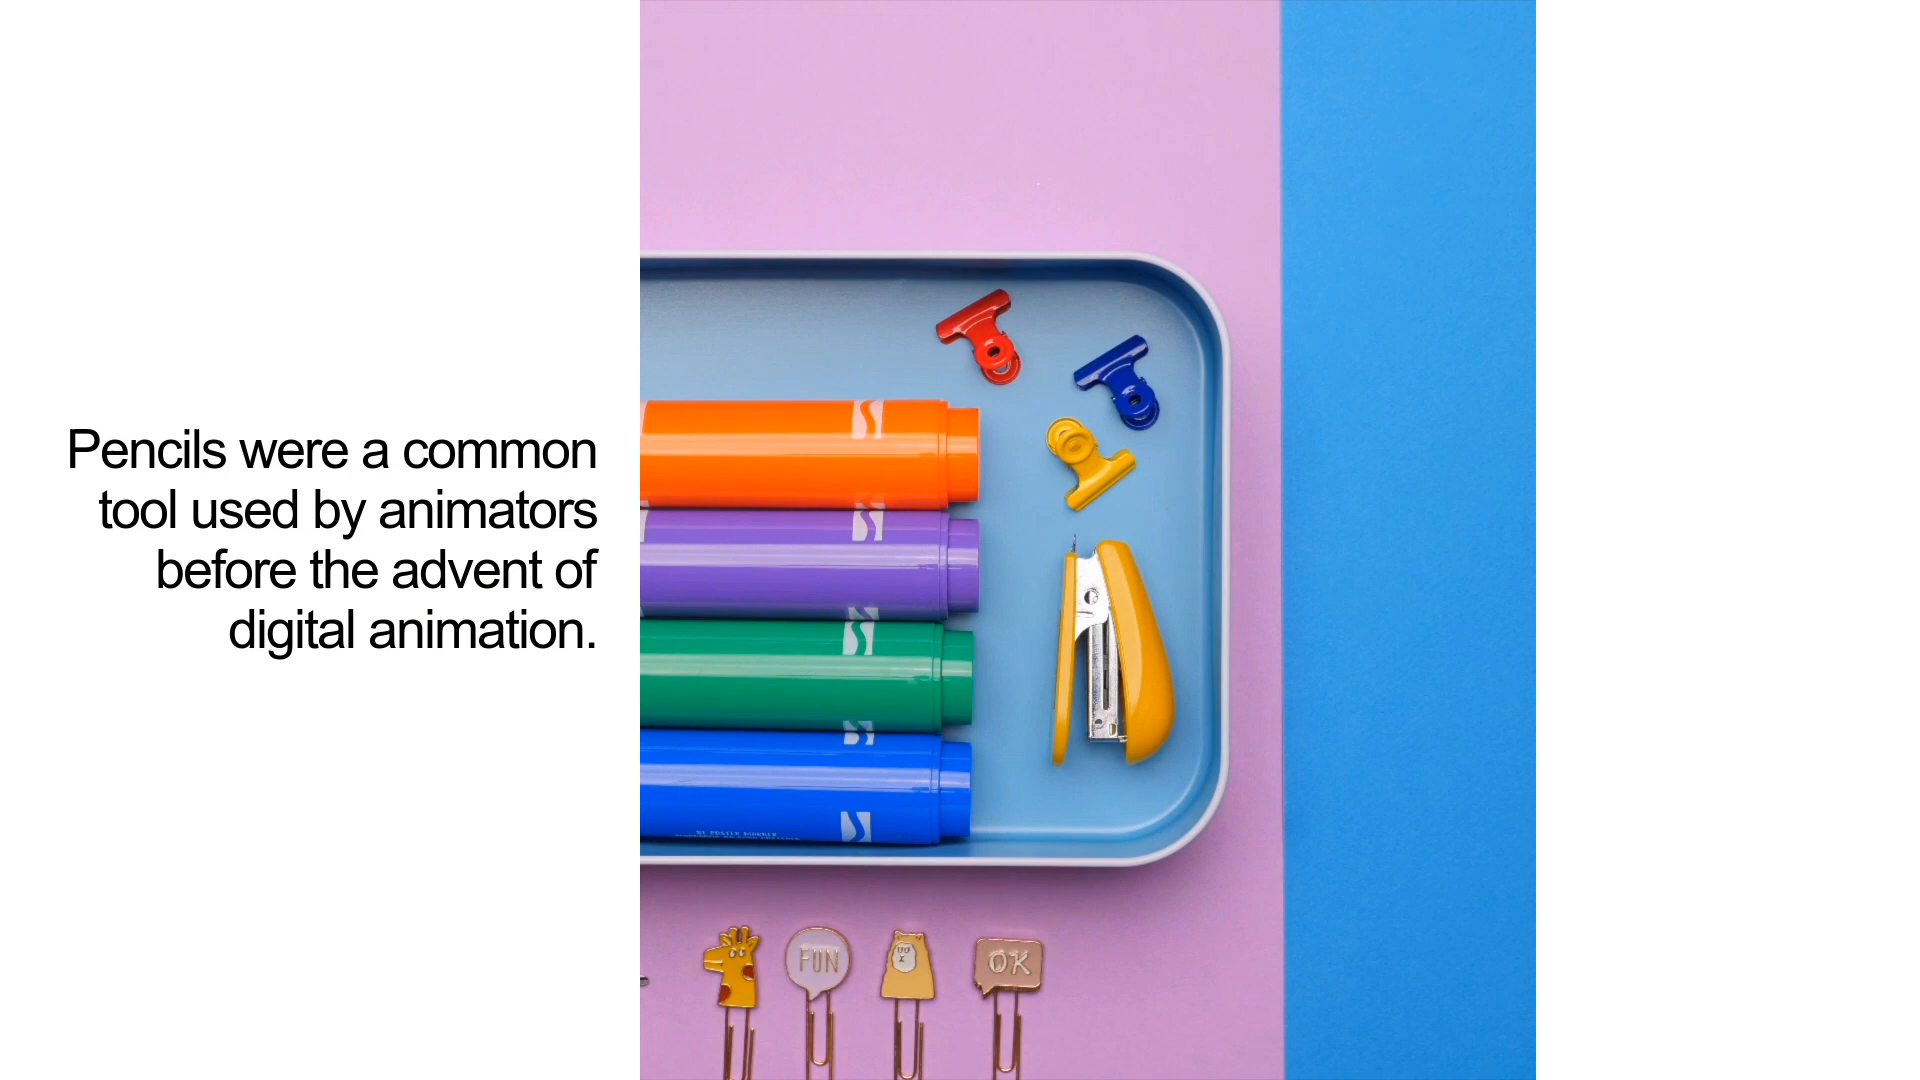 Pencils were a common
tool used by animators
before the advent of
digital animation.
FUN
OK